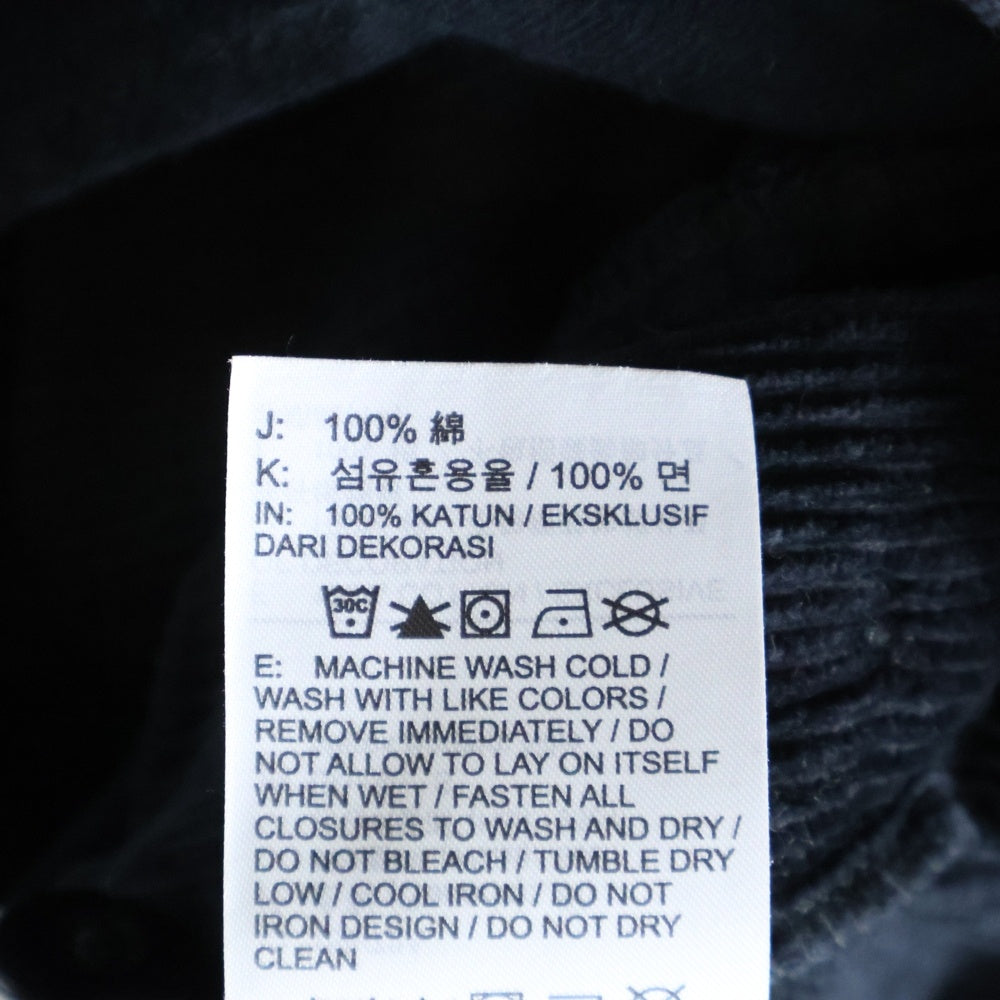 J: 100% 綿
K: 섬유혼용율 / 100% 면
IN: 100% KATUN / EKSKLUSIF
DARI DEKORASI
30C
E: MACHINE WASH COLD /
WASH WITH LIKE COLORS /
REMOVE IMMEDIATELY / DO
NOT ALLOW TO LAY ON ITSELF
WHEN WET / FASTEN ALL
CLOSURES TO WASH AND DRY /
DO NOT BLEACH / TUMBLE DRY
LOW / COOL IRON / DO NOT
IRON DESIGN / DO NOT DRY
CLEAN